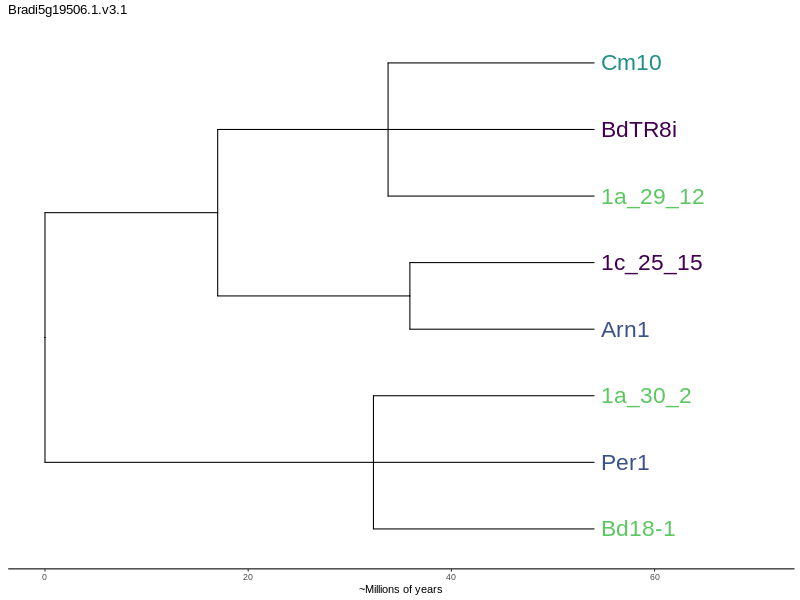 Bradi5g19506.1.v3.1
Cm10
BdTR8i
1a_29_12
1c_25_15
Arn1
1a_30_2
Per1
Bd18-1
0 20 40 60
~Millions of years